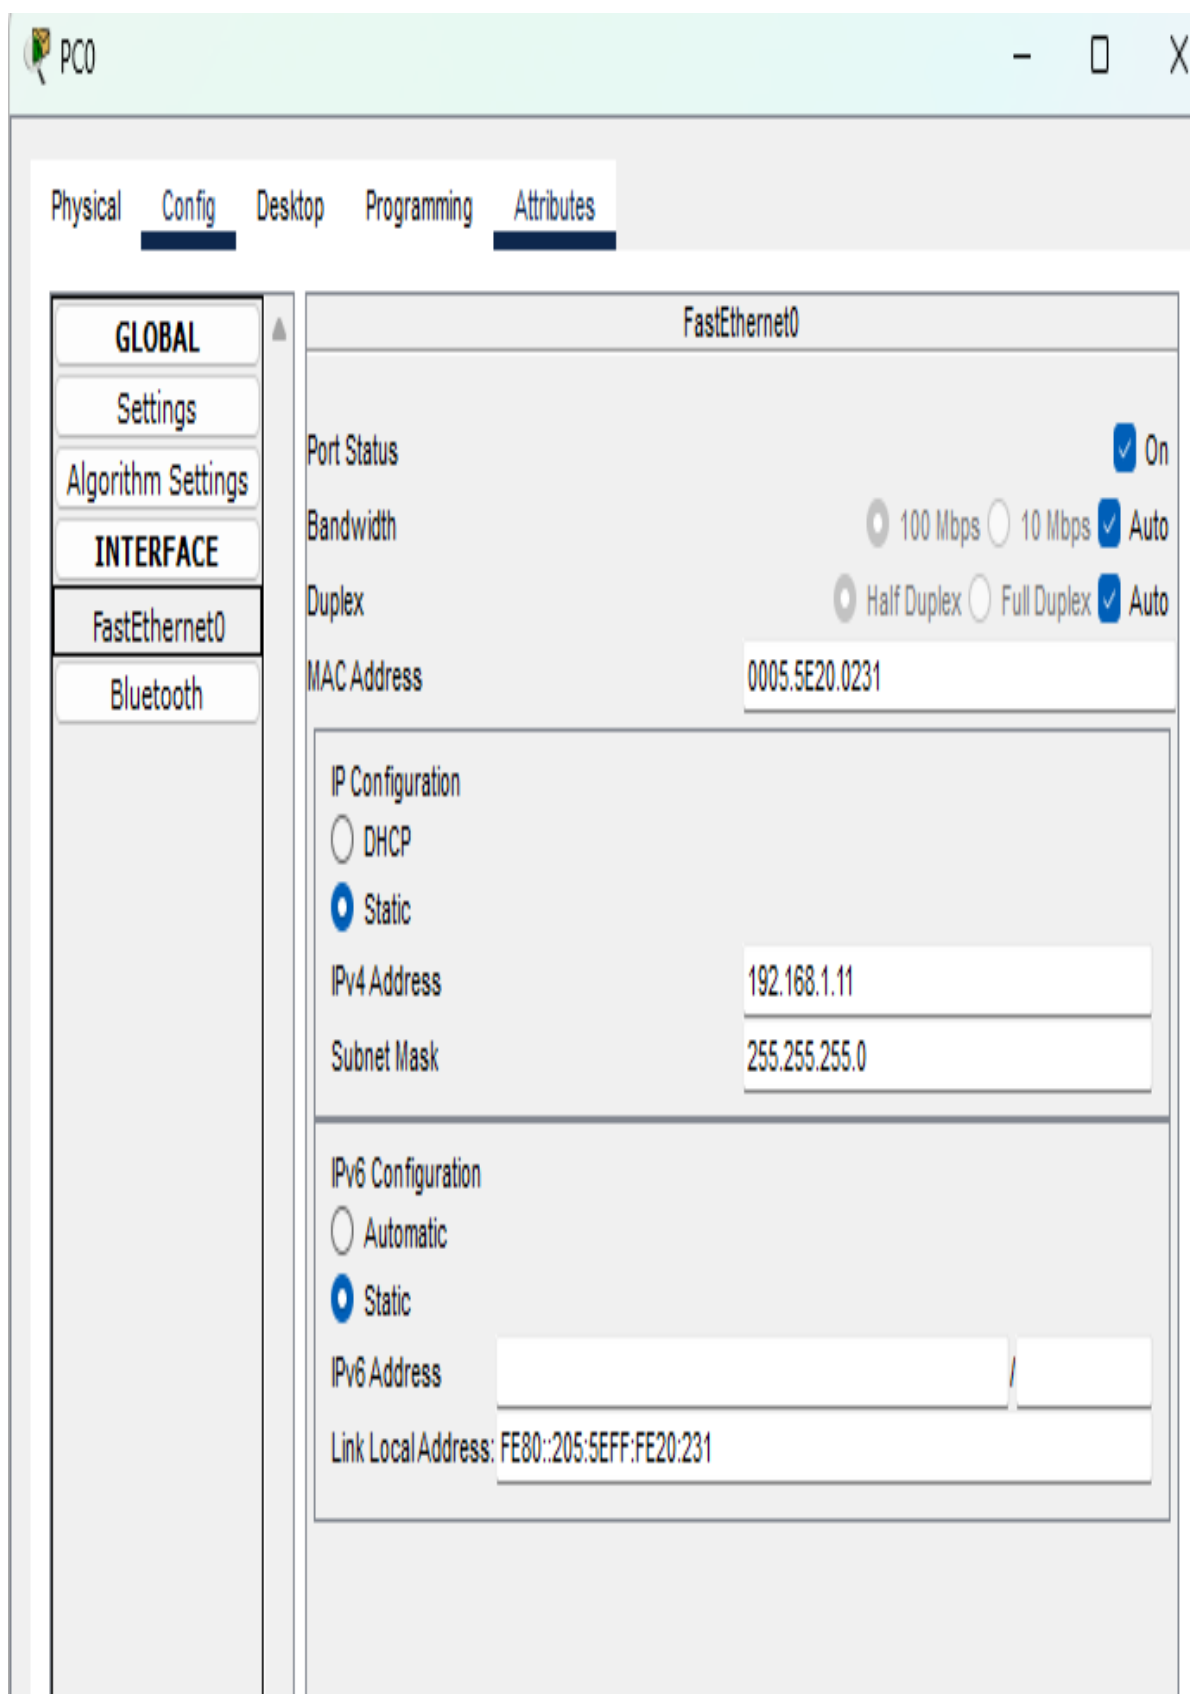 PC0
Physical Config Desktop Programming Attributes
GLOBAL
Settings
Algorithm Settings
INTERFACE
FastEthernet0
Bluetooth
FastEthernet0
Port Status On
Bandwidth 100 Mbps 10 Mbps Auto
Duplex Half Duplex Full Duplex Auto
MAC Address 0005.5E20.0231
IP Configuration
DHCP
Static
IPv4 Address 192.168.1.11
Subnet Mask 255.255.255.0
IPv6 Configuration
Automatic
Static
IPv6 Address /
Link Local Address: FE80::205:5EFF:FE20:231